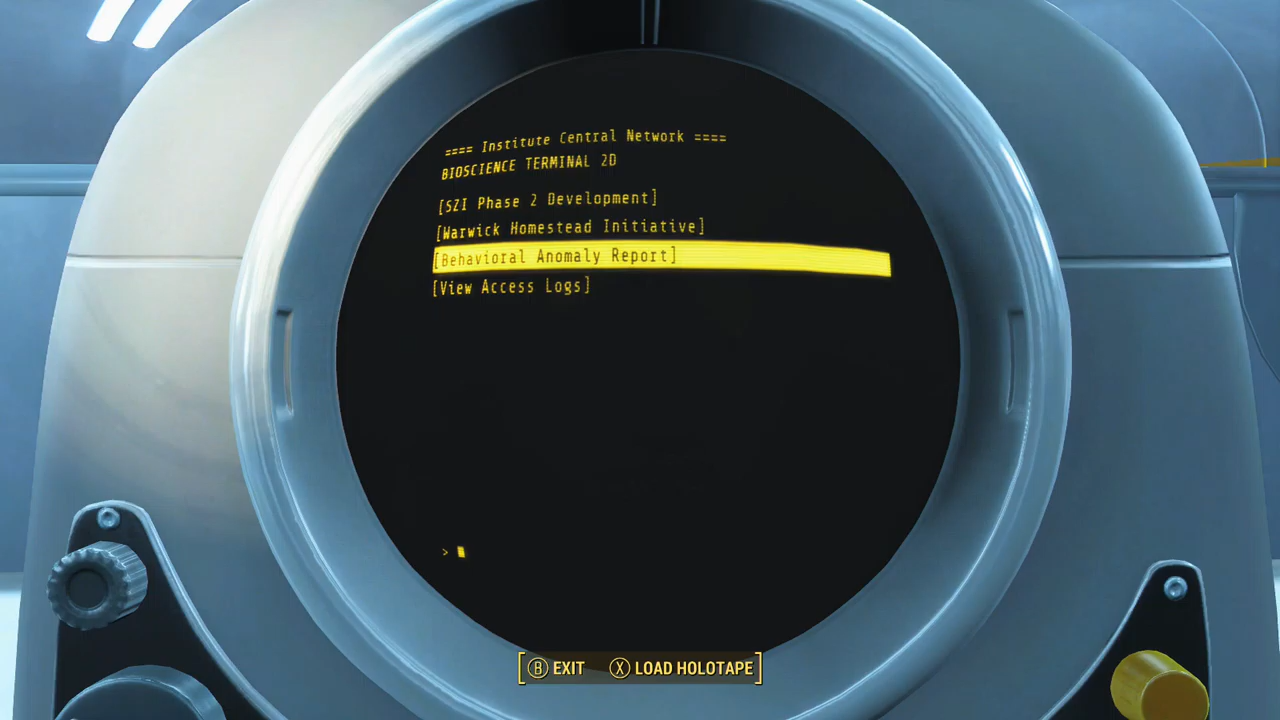 ==== Institute Central Network ====
BIOSCIENCE TERMINAL 2D
[SZI Phase 2 Development]
[Warwick Homestead Initiative]
[Behavioral Anomaly Report]
[View Access Logs]
>
[Ⓑ EXIT Ⓧ LOAD HOLOTAPE]